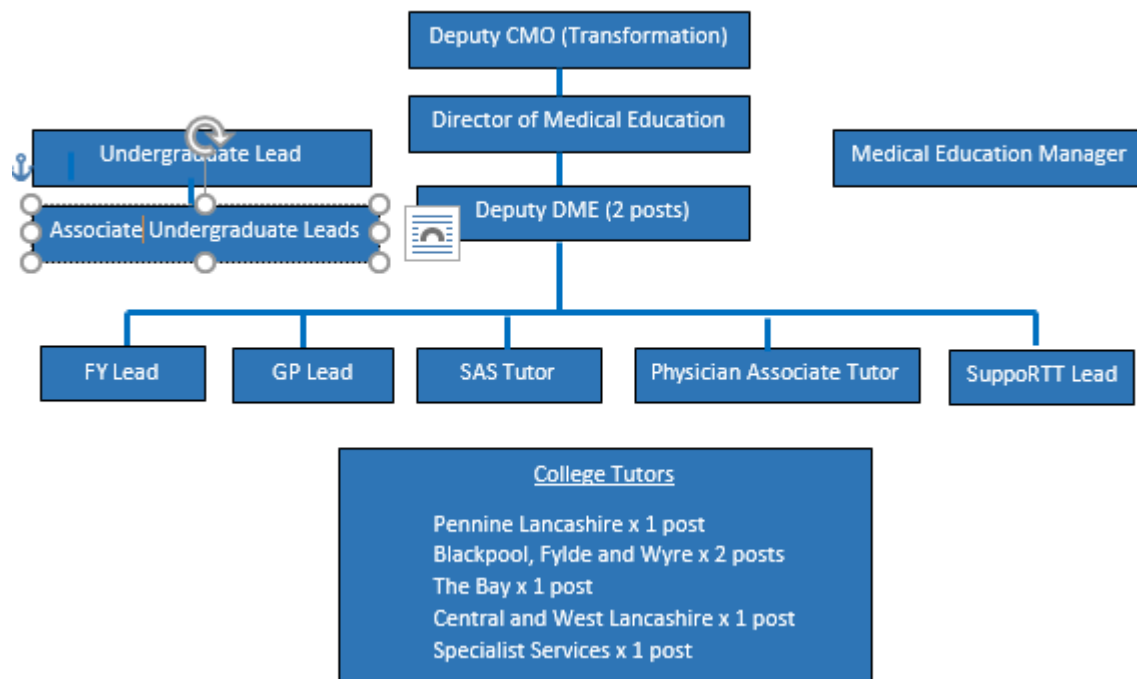 Deputy CMO (Transformation)
Director of Medical Education
Undergraduate Lead
Medical Education Manager
Associate Undergraduate Leads
Deputy DME (2 posts)
FY Lead
GP Lead
SAS Tutor
Physician Associate Tutor
SuppoRTT Lead
College Tutors
Pennine Lancashire x 1 post
Blackpool, Fylde and Wyre x 2 posts
The Bay x 1 post
Central and West Lancashire x 1 post
Specialist Services x 1 post